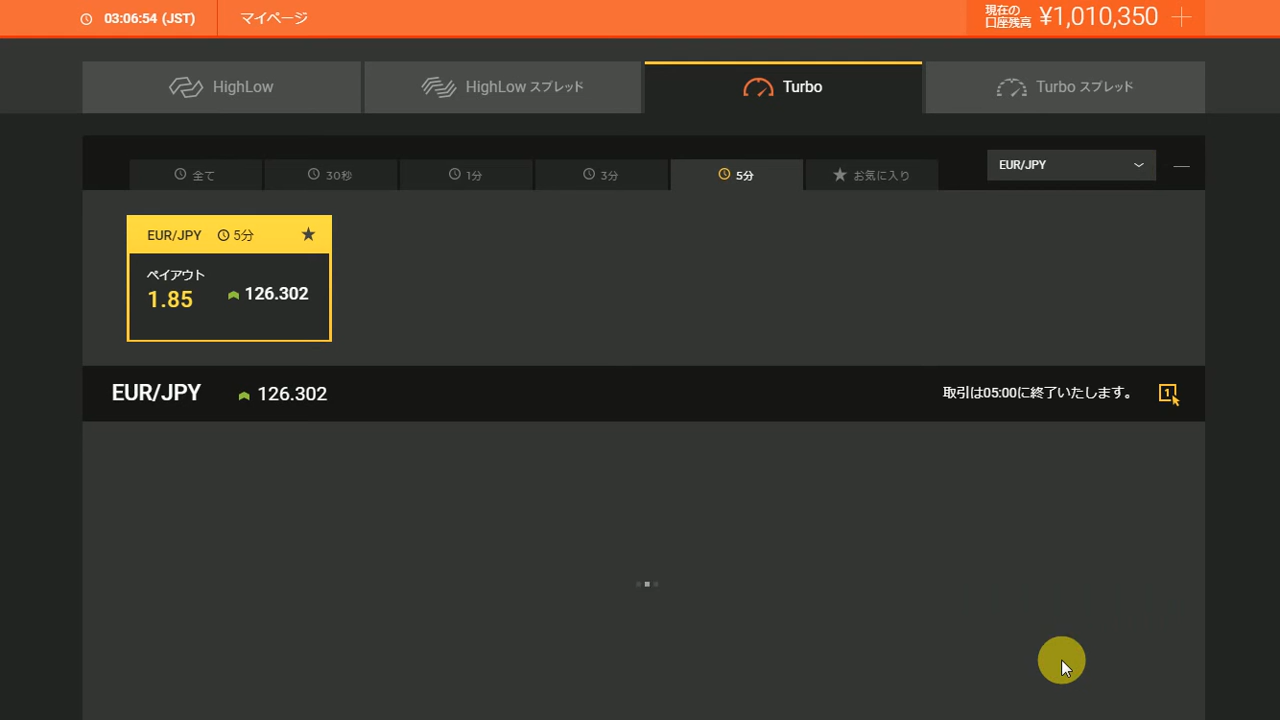 03:06:54 (JST)
マイページ
現在の
口座残高
¥1,010,350
HighLow
HighLow スプレッド
Turbo
Turbo スプレッド
全て
30秒
1分
3分
5分
お気に入り
EUR/JPY
EUR/JPY 5分
ペイアウト
1.85
126.302
EUR/JPY 126.302
取引は05:00に終了いたします。
1